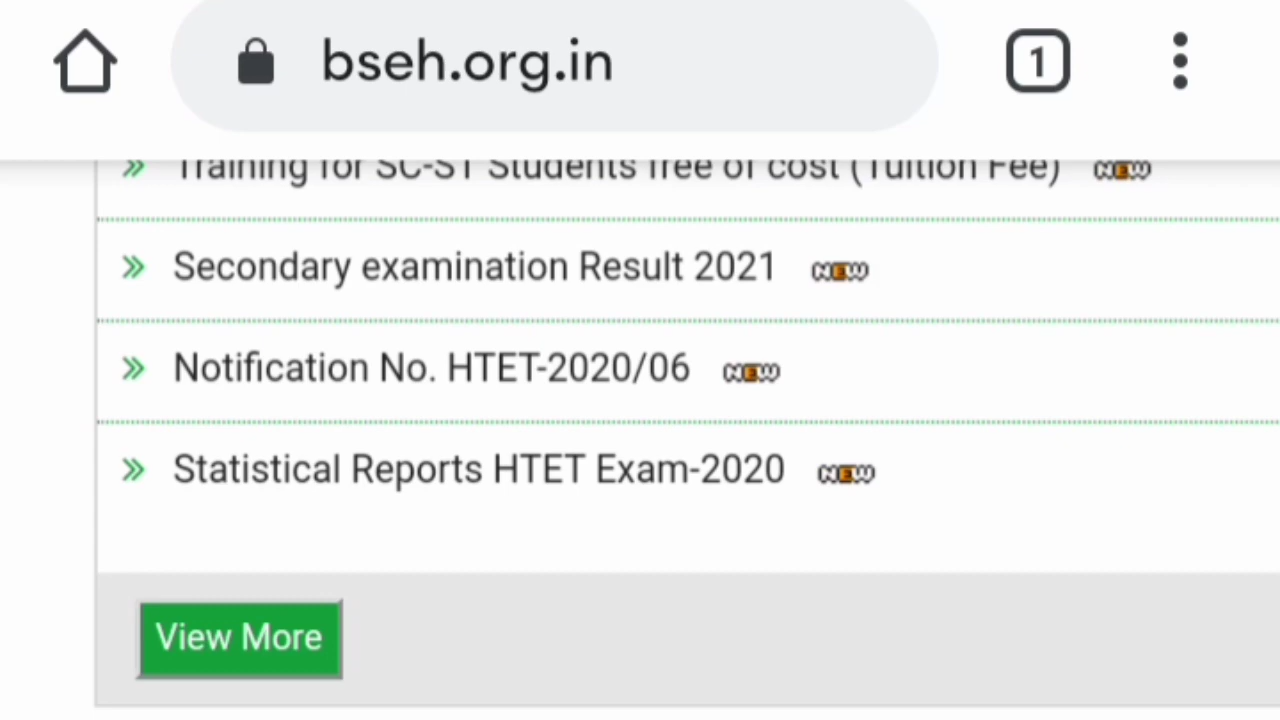 bseh.org.in
1
» Training for SC-ST Students free of cost (Tuition Fee) NEW
» Secondary examination Result 2021 NEW
» Notification No. HTET-2020/06 NEW
» Statistical Reports HTET Exam-2020 NEW
View More